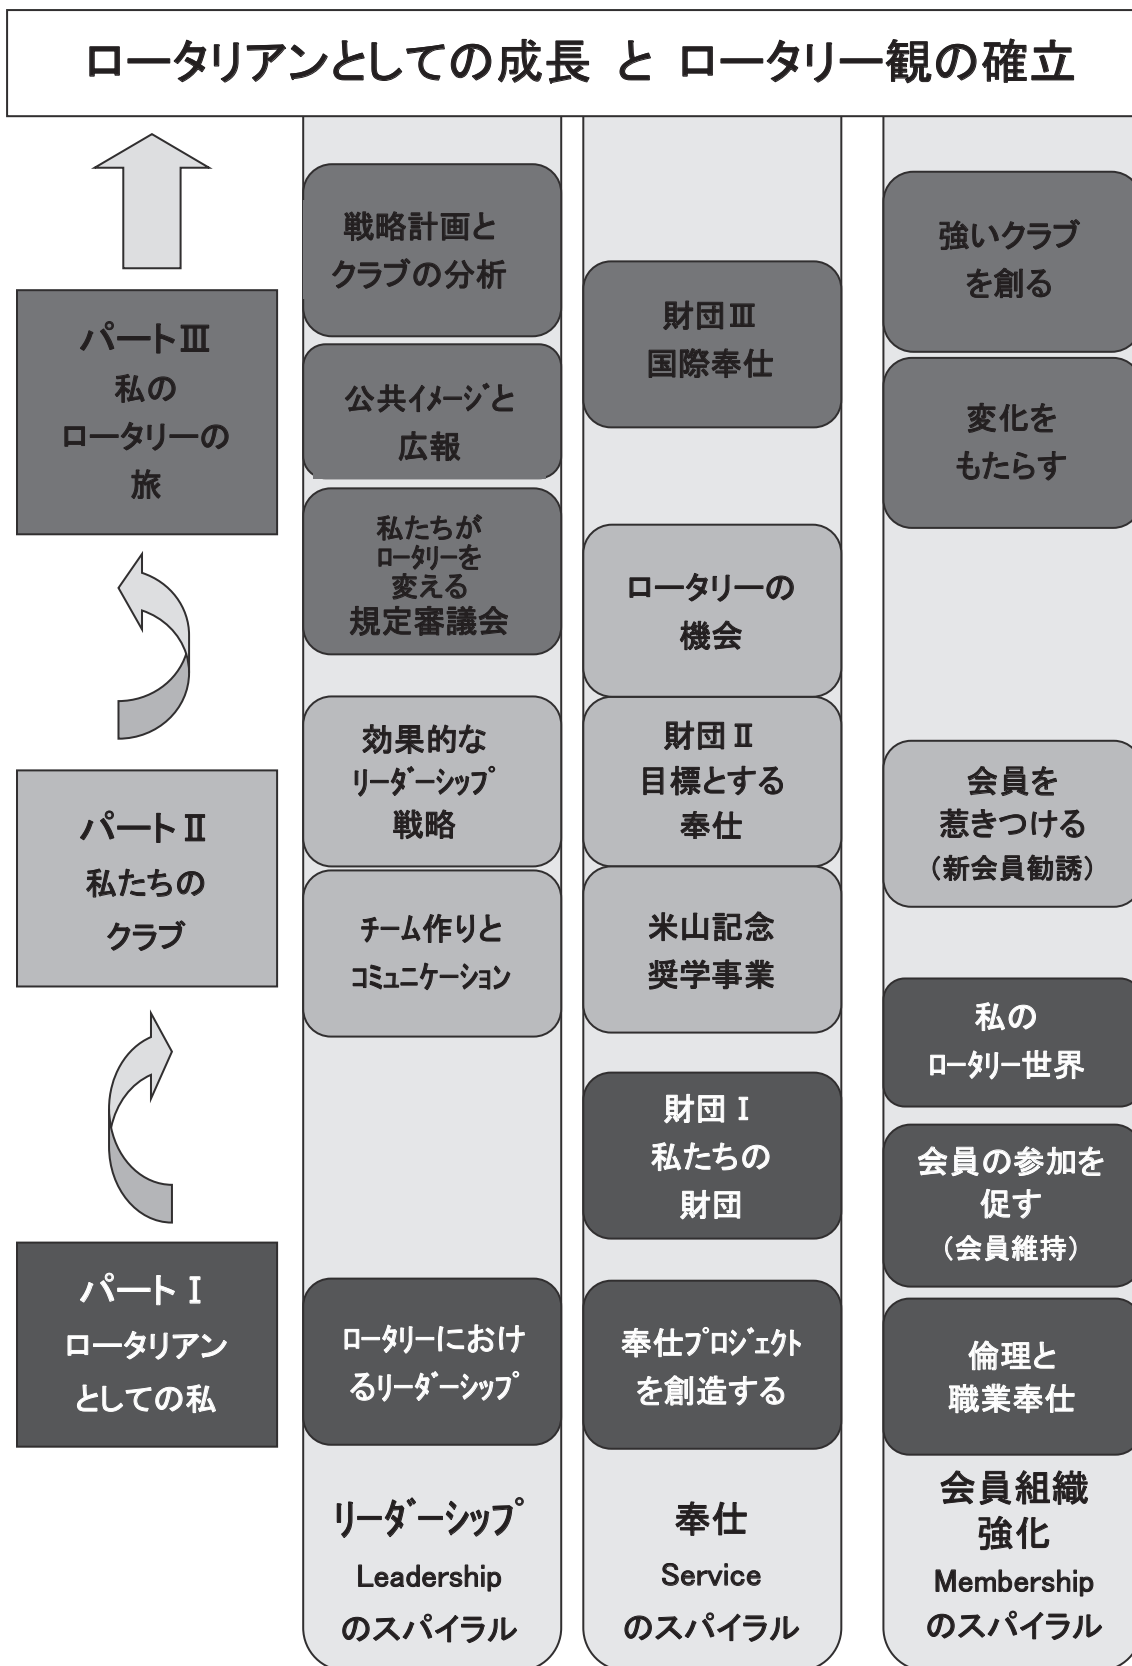 ロータリアンとしての成長 と ロータリー観の確立
パートⅢ
私の
ロータリーの
旅
パートⅡ
私たちの
クラブ
パートⅠ
ロータリアン
としての私
戦略計画と
クラブの分析
公共イメージと
広報
私たちが
ロータリーを
変える
規定審議会
効果的な
リーダーシップ
戦略
チーム作りと
コミュニケーション
ロータリーにおけ
るリーダーシップ
リーダーシップ
Leadership
のスパイラル
財団Ⅲ
国際奉仕
ロータリーの
機会
財団Ⅱ
目標とする
奉仕
米山記念
奨学事業
財団Ⅰ
私たちの
財団
奉仕プロジェクト
を創造する
奉仕
Service
のスパイラル
強いクラブ
を創る
変化を
もたらす
会員を
惹きつける
(新会員勧誘)
私の
ロータリー世界
会員の参加を
促す
(会員維持)
倫理と
職業奉仕
会員組織
強化
Membership
のスパイラル